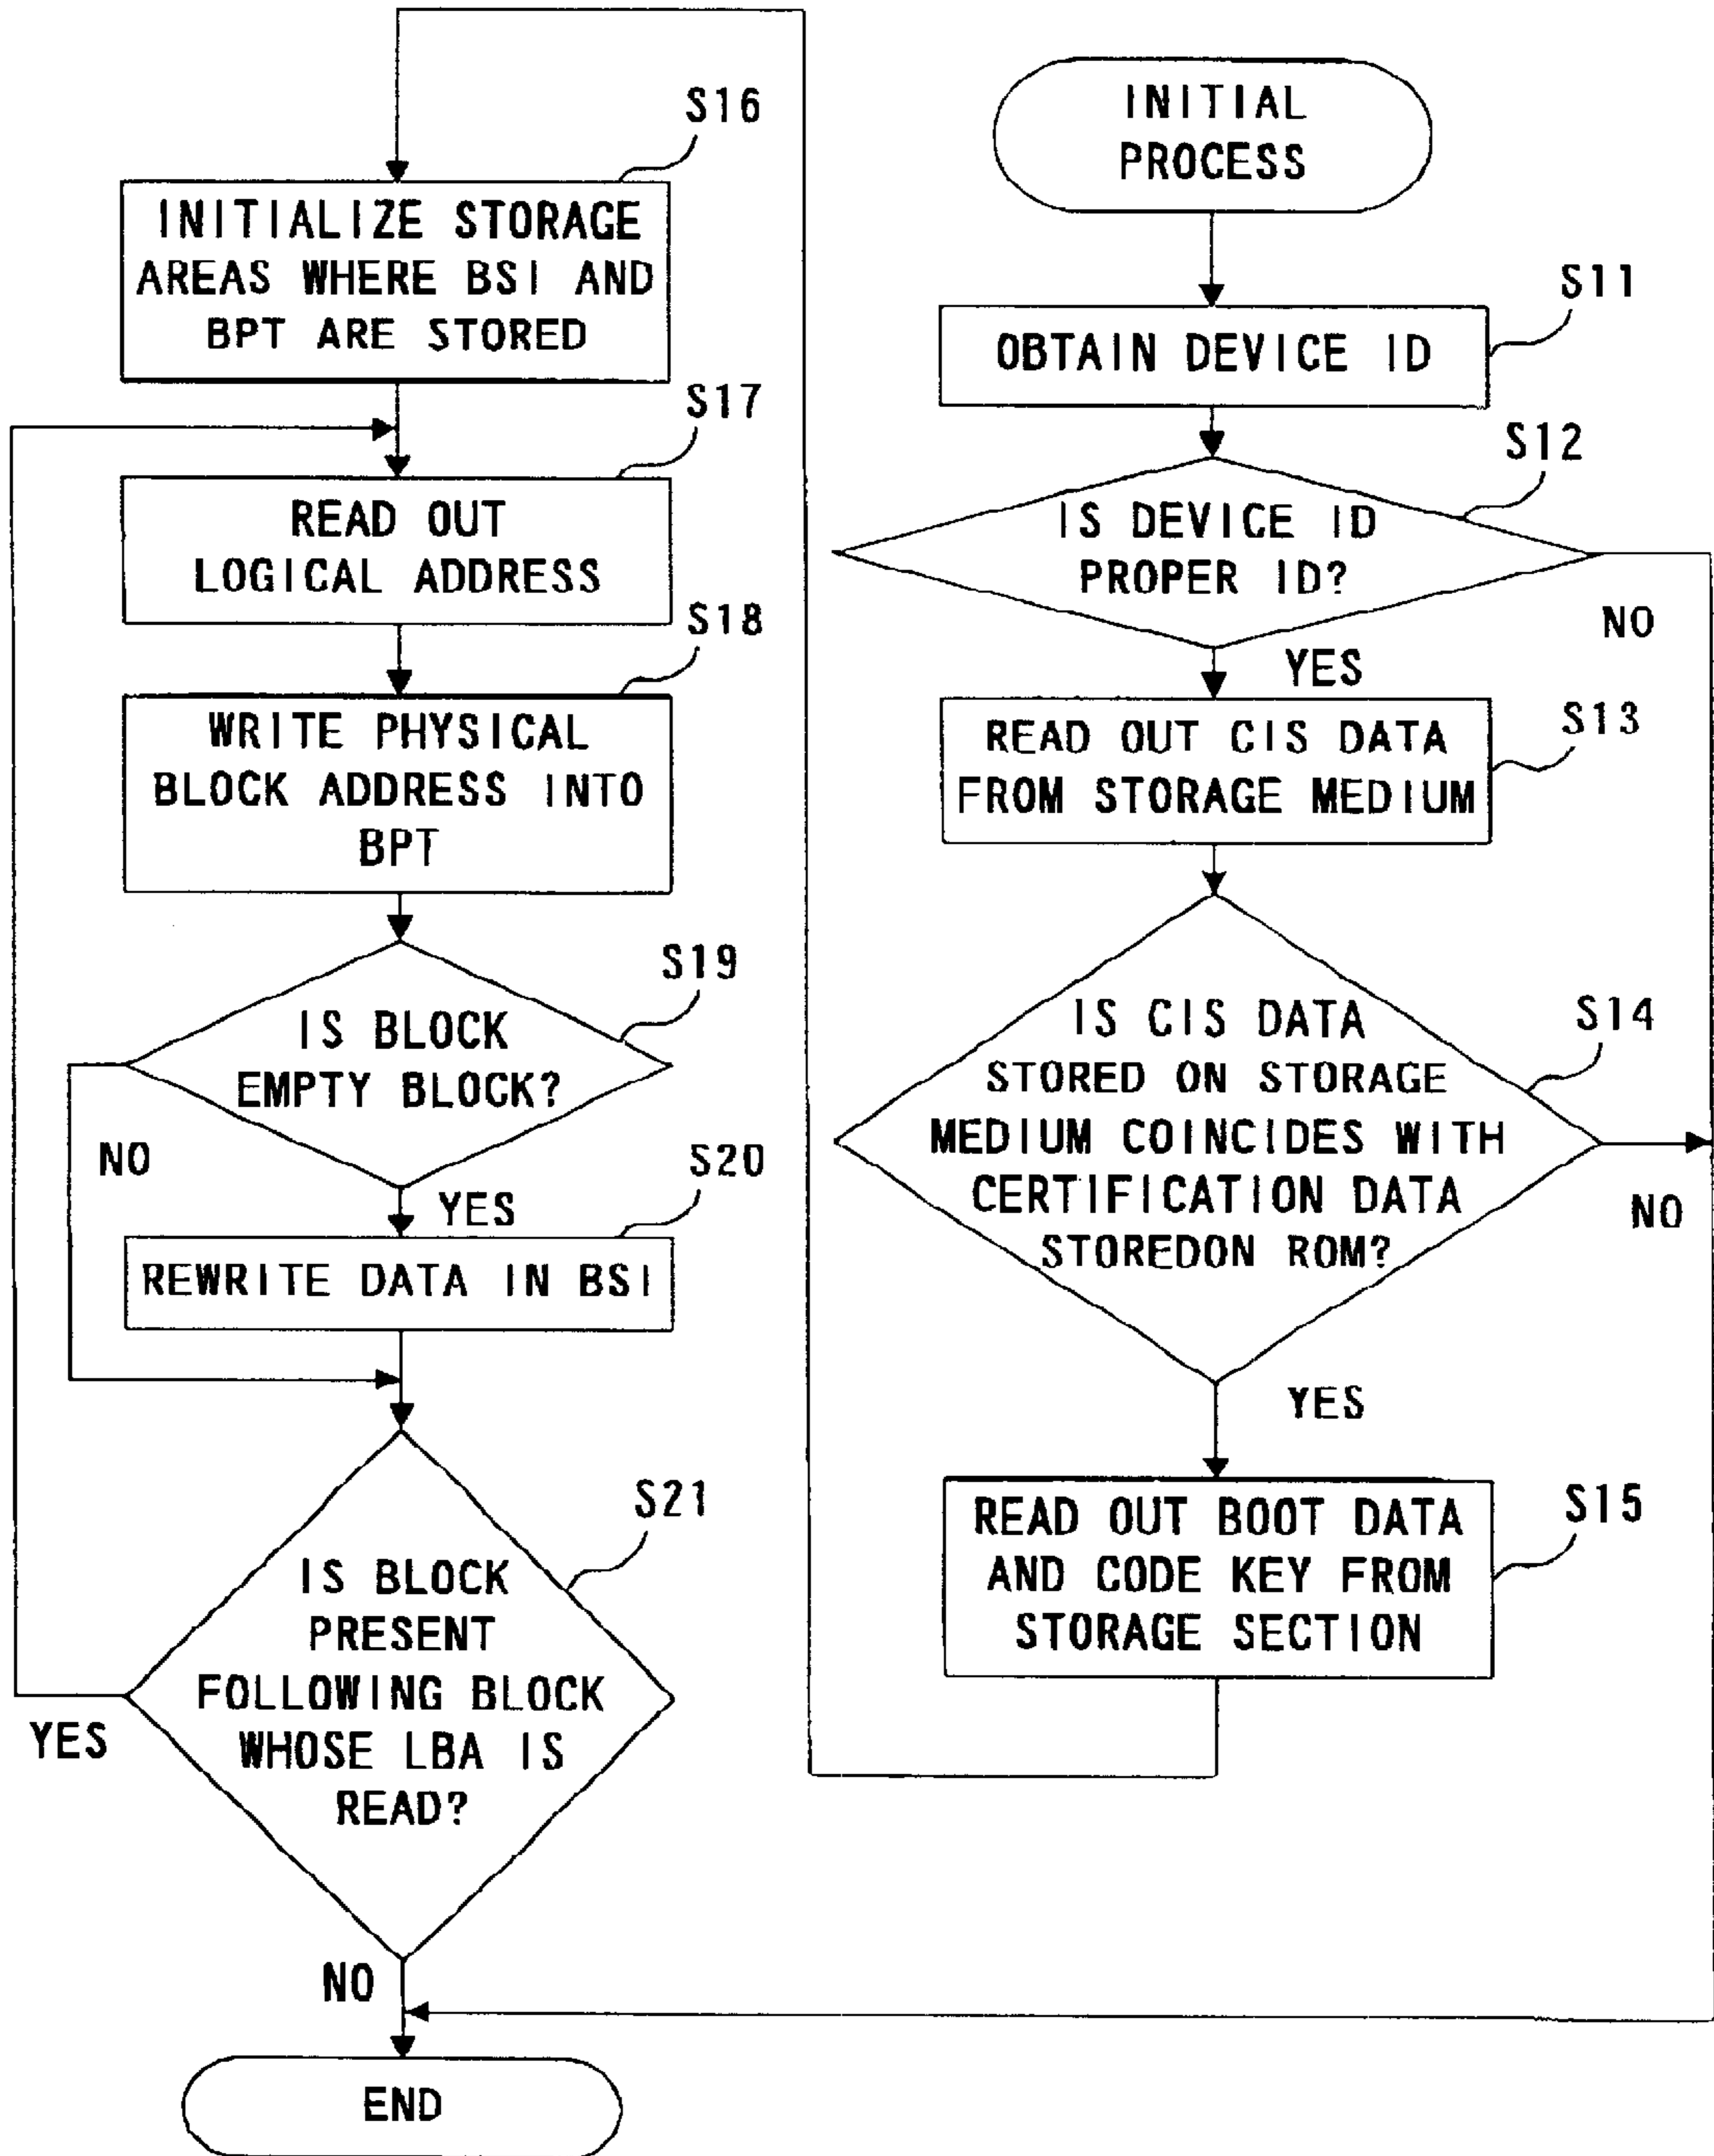 INITIAL
PROCESS
S11
OBTAIN DEVICE ID
S12
IS DEVICE ID
PROPER ID?
NO
YES
S13
READ OUT CIS DATA
FROM STORAGE MEDIUM
S14
IS CIS DATA
STORED ON STORAGE
MEDIUM COINCIDES WITH
CERTIFICATION DATA
STOREDON ROM?
NO
YES
S15
READ OUT BOOT DATA
AND CODE KEY FROM
STORAGE SECTION
S16
INITIALIZE STORAGE
AREAS WHERE BSI AND
BPT ARE STORED
S17
READ OUT
LOGICAL ADDRESS
S18
WRITE PHYSICAL
BLOCK ADDRESS INTO
BPT
S19
IS BLOCK
EMPTY BLOCK?
NO
YES
S20
REWRITE DATA IN BSI
S21
IS BLOCK
PRESENT
FOLLOWING BLOCK
WHOSE LBA IS
READ?
YES
NO
END